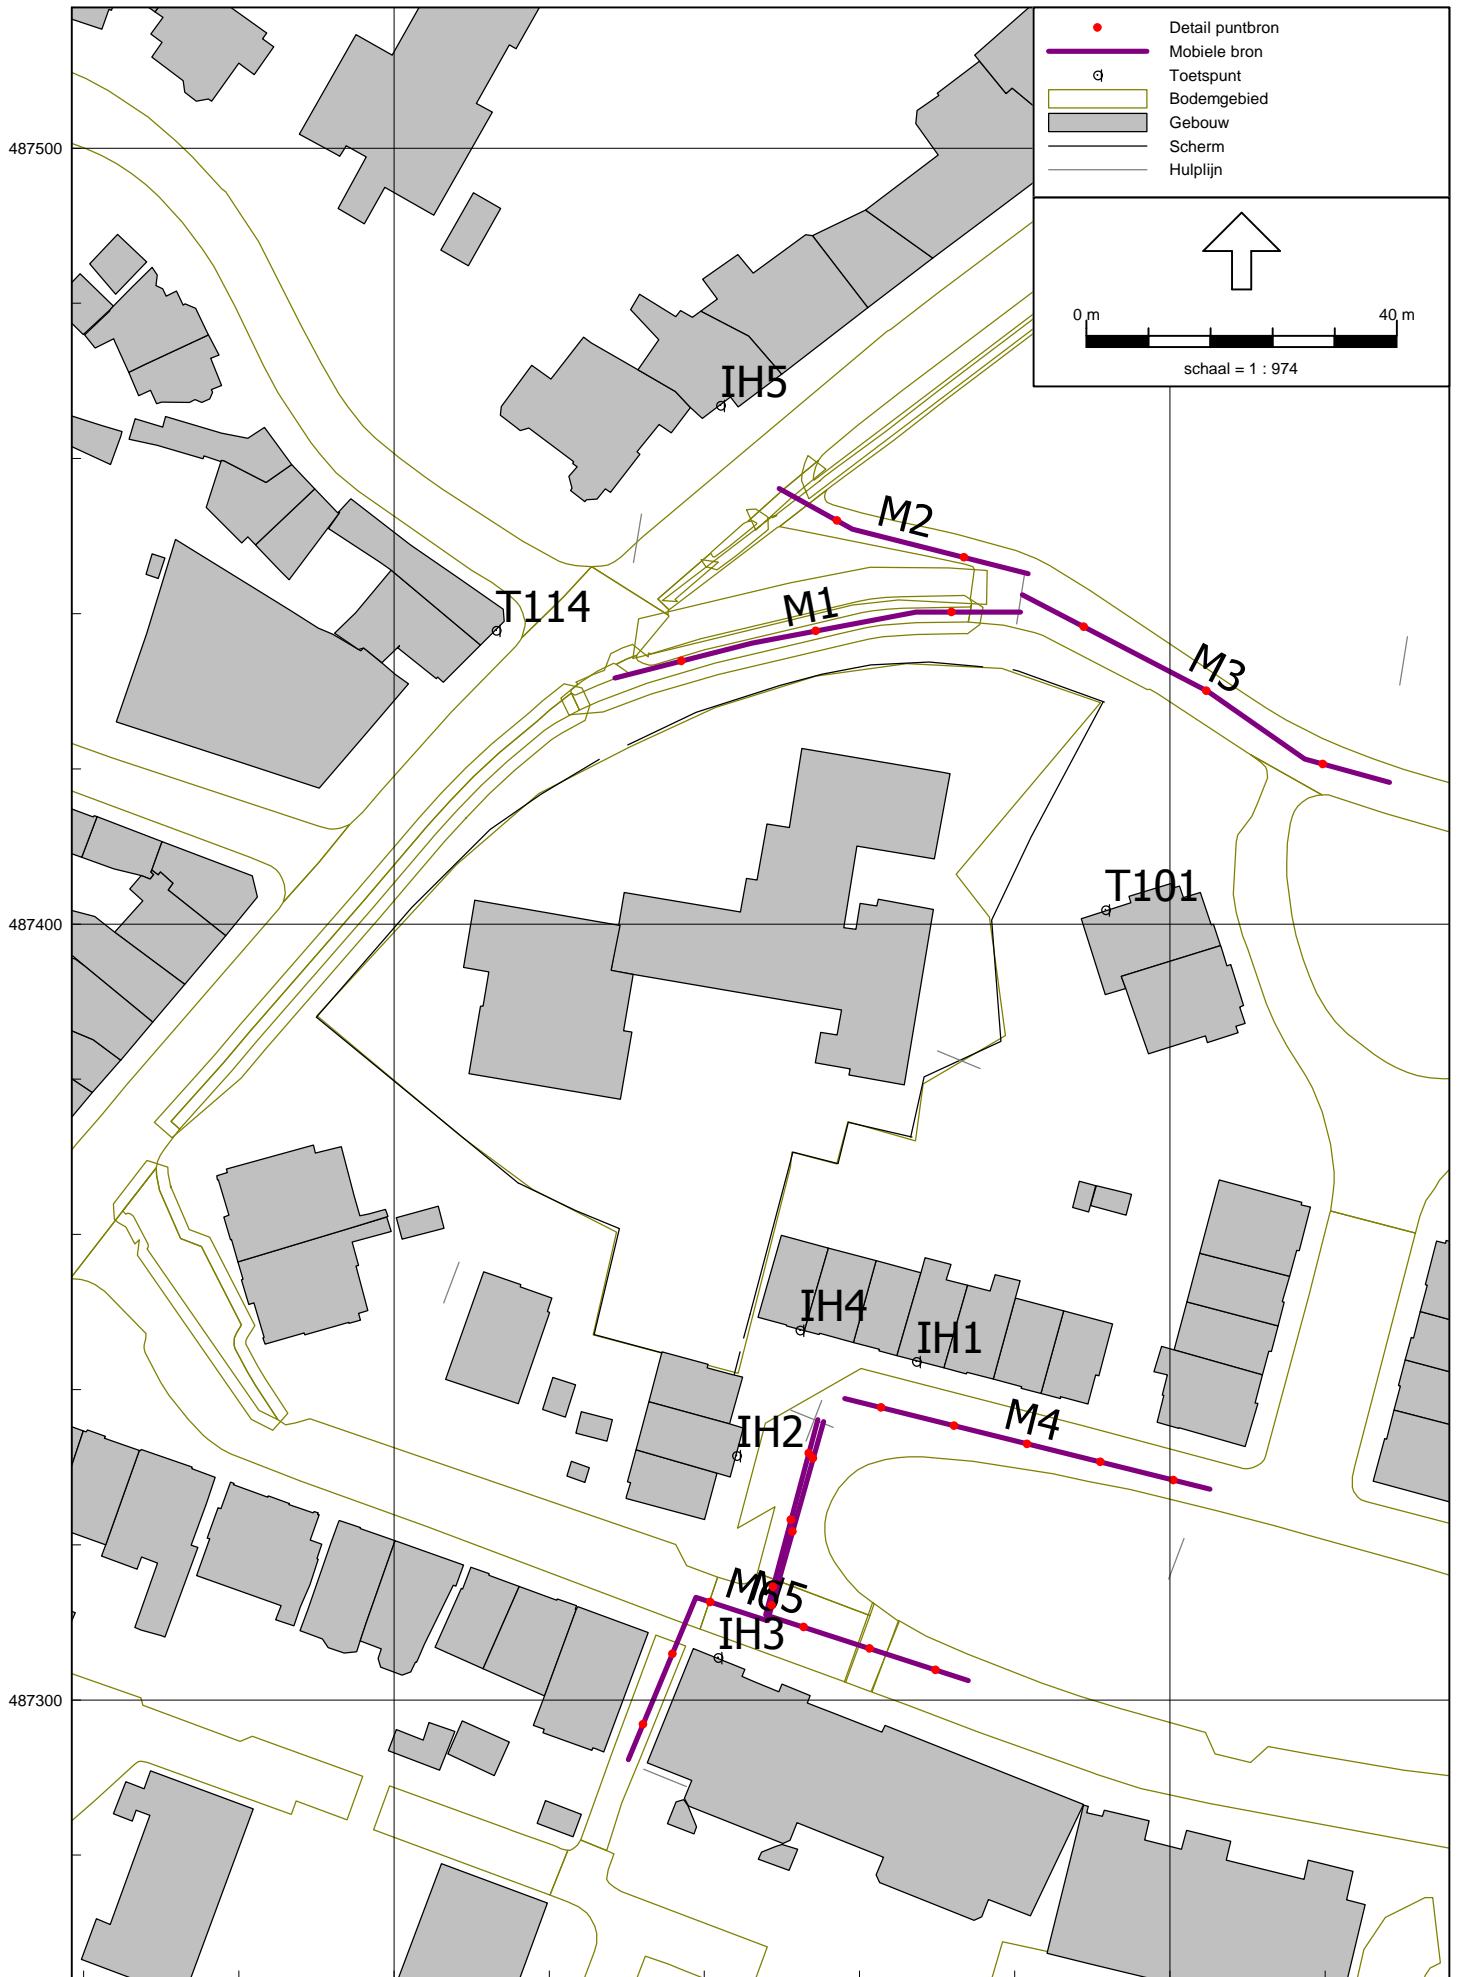 Detail puntbron
Mobiele bron
Toetspunt
Bodemgebied
Gebouw
Scherm
Hulplijn
0 m
40 m
schaal = 1 : 974
487500
IH5
M2
T114
M1
M3
T101
487400
IH4
IH1
M4
IH2
M5
IH3
487300